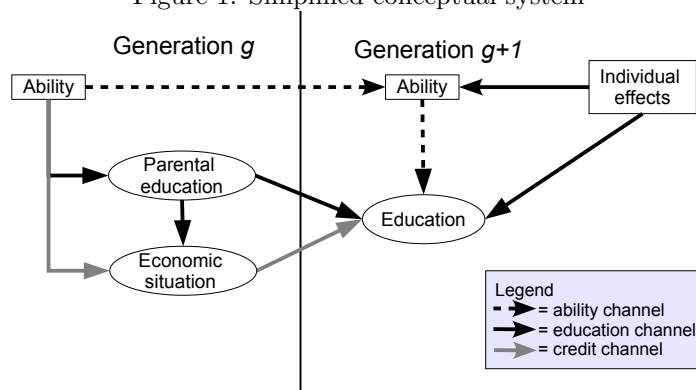 Figure 1: Simplified conceptual system
Generation g
Generation g+1
Ability
Ability
Individual
effects
Parental
education
Education
Economic
situation
Legend
= ability channel
= education channel
= credit channel